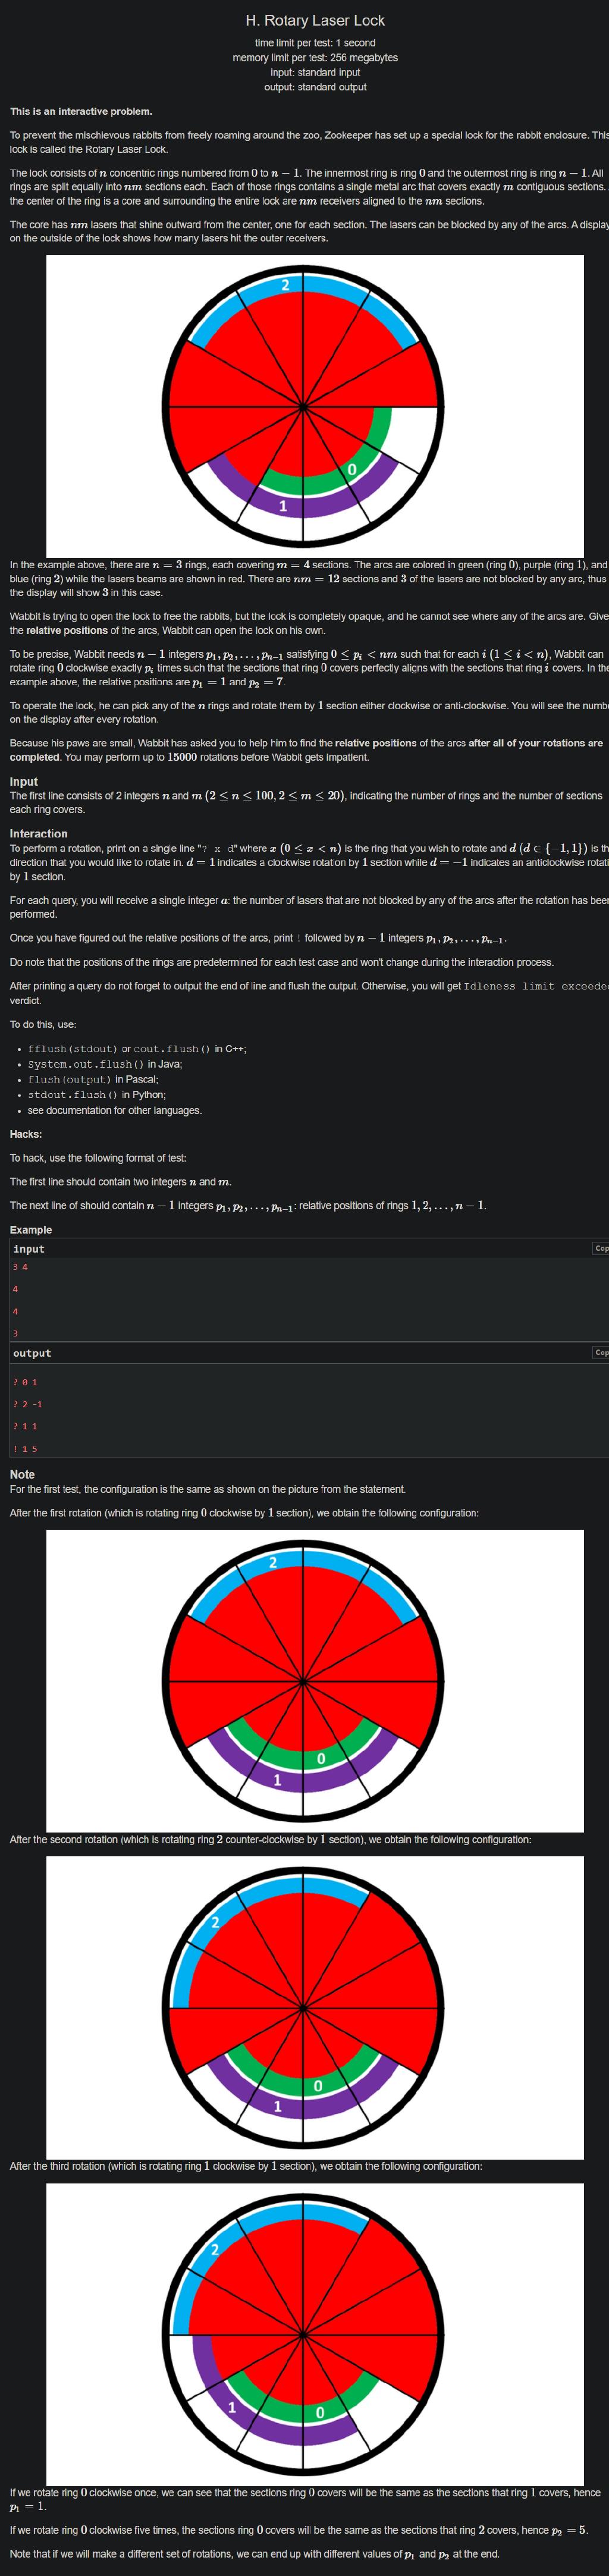 H. Rotary Laser Lock
time limit per test: 1 second
memory limit per test: 256 megabytes
input: standard input
output: standard output
This is an interactive problem.
To prevent the mischievous rabbits from freely roaming around the zoo, Zookeeper has set up a special lock for the rabbit enclosure. This
lock is called the Rotary Laser Lock.
The lock consists of n concentric rings numbered from 0 to n − 1. The innermost ring is ring 0 and the outermost ring is ring n − 1. All
rings are split equally into nm sections each. Each of those rings contains a single metal arc that covers exactly m contiguous sections.
the center of the ring is a core and surrounding the entire lock are nm receivers aligned to the nm sections.
The core has nm lasers that shine outward from the center, one for each section. The lasers can be blocked by any of the arcs. A display
on the outside of the lock shows how many lasers hit the outer receivers.
2
0
1
In the example above, there are n = 3 rings, each covering m = 4 sections. The arcs are colored in green (ring 0), purple (ring 1), and
blue (ring 2) while the lasers beams are shown in red. There are nm = 12 sections and 3 of the lasers are not blocked by any arc, thus
the display will show 3 in this case.
Wabbit is trying to open the lock to free the rabbits, but the lock is completely opaque, and he cannot see where any of the arcs are. Give
the relative positions of the arcs, Wabbit can open the lock on his own.
To be precise, Wabbit needs n − 1 integers p1, p2, …, pn−1 satisfying 0 ≤ pi < nm such that for each i (1 ≤ i < n), Wabbit can
rotate ring 0 clockwise exactly pi times such that the sections that ring 0 covers perfectly aligns with the sections that ring i covers. In the
example above, the relative positions are p1 = 1 and p2 = 7.
To operate the lock, he can pick any of the n rings and rotate them by 1 section either clockwise or anti-clockwise. You will see the numbe
on the display after every rotation.
Because his paws are small, Wabbit has asked you to help him to find the relative positions of the arcs after all of your rotations are
completed. You may perform up to 15000 rotations before Wabbit gets impatient.
Input
The first line consists of 2 integers n and m (2 ≤ n ≤ 100, 2 ≤ m ≤ 20), indicating the number of rings and the number of sections
each ring covers.
Interaction
To perform a rotation, print on a single line "? x d" where x (0 ≤ x < n) is the ring that you wish to rotate and d (d ∈ {−1, 1}) is th
direction that you would like to rotate in. d = 1 indicates a clockwise rotation by 1 section while d = −1 indicates an anticlockwise rotati
by 1 section.
For each query, you will receive a single integer a: the number of lasers that are not blocked by any of the arcs after the rotation has been
performed.
Once you have figured out the relative positions of the arcs, print ! followed by n − 1 integers p1, p2, …, pn−1.
Do note that the positions of the rings are predetermined for each test case and won't change during the interaction process.
After printing a query do not forget to output the end of line and flush the output. Otherwise, you will get Idleness limit exceede
verdict.
To do this, use:
• fflush(stdout) or cout.flush() in C++;
• System.out.flush() in Java;
• flush(output) in Pascal;
• stdout.flush() in Python;
• see documentation for other languages.
Hacks:
To hack, use the following format of test:
The first line should contain two integers n and m.
The next line of should contain n − 1 integers p1, p2, …, pn−1: relative positions of rings 1, 2, …, n − 1.
Example
input
Cop
3 4
4
4
3
output
Cop
? 0 1
? 2 -1
? 1 1
! 1 5
Note
For the first test, the configuration is the same as shown on the picture from the statement.
After the first rotation (which is rotating ring 0 clockwise by 1 section), we obtain the following configuration:
2
0
1
After the second rotation (which is rotating ring 2 counter-clockwise by 1 section), we obtain the following configuration:
2
0
1
After the third rotation (which is rotating ring 1 clockwise by 1 section), we obtain the following configuration:
2
1
0
If we rotate ring 0 clockwise once, we can see that the sections ring 0 covers will be the same as the sections that ring 1 covers, hence
p1 = 1.
If we rotate ring 0 clockwise five times, the sections ring 0 covers will be the same as the sections that ring 2 covers, hence p2 = 5.
Note that if we will make a different set of rotations, we can end up with different values of p1 and p2 at the end.